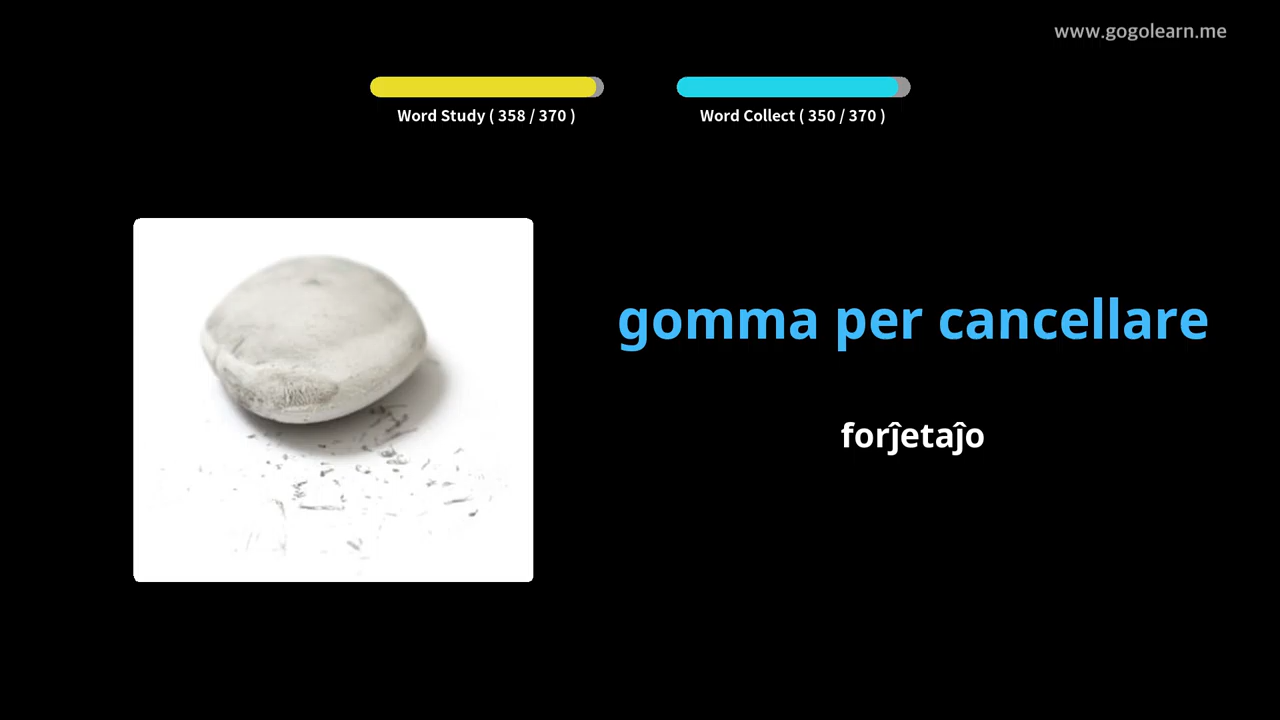 www.gogolearn.me
Word Study ( 358 / 370 )
Word Collect ( 350 / 370 )
gomma per cancellare
forĵetaĵo